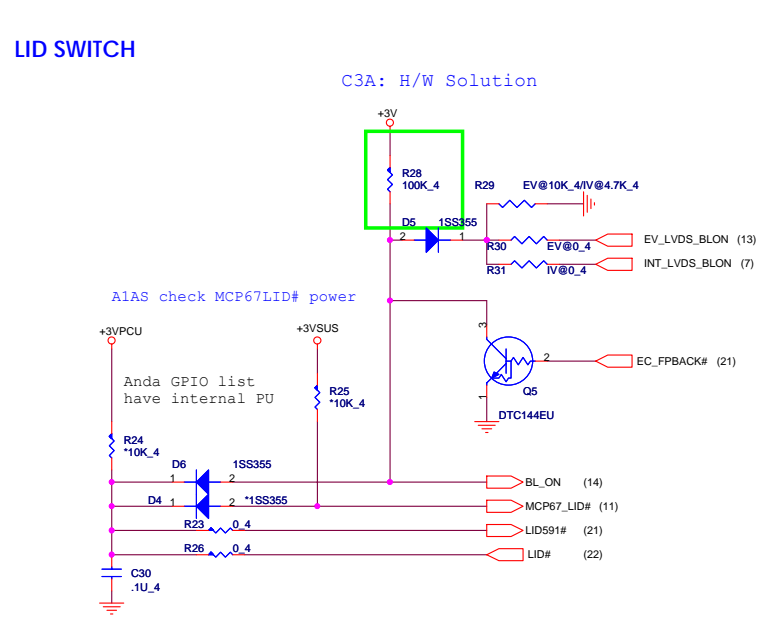 LID SWITCH
C3A: H/W Solution
+3V
R28
100K_4
R29
EV@10K_4/IV@4.7K_4
D5
1SS355
2
1
R30
EV@0_4
EV_LVDS_BLON (13)
R31
IV@0_4
INT_LVDS_BLON (7)
A1AS check MCP67LID# power
+3VPCU
+3VSUS
3
2
EC_FPBACK# (21)
1
Q5
DTC144EU
Anda GPIO list
have internal PU
R25
*10K_4
R24
*10K_4
D6
1SS355
1
2
BL_ON (14)
D4
1
2
*1SS355
MCP67_LID# (11)
R23
0_4
LID591# (21)
R26
0_4
LID# (22)
C30
.1U_4